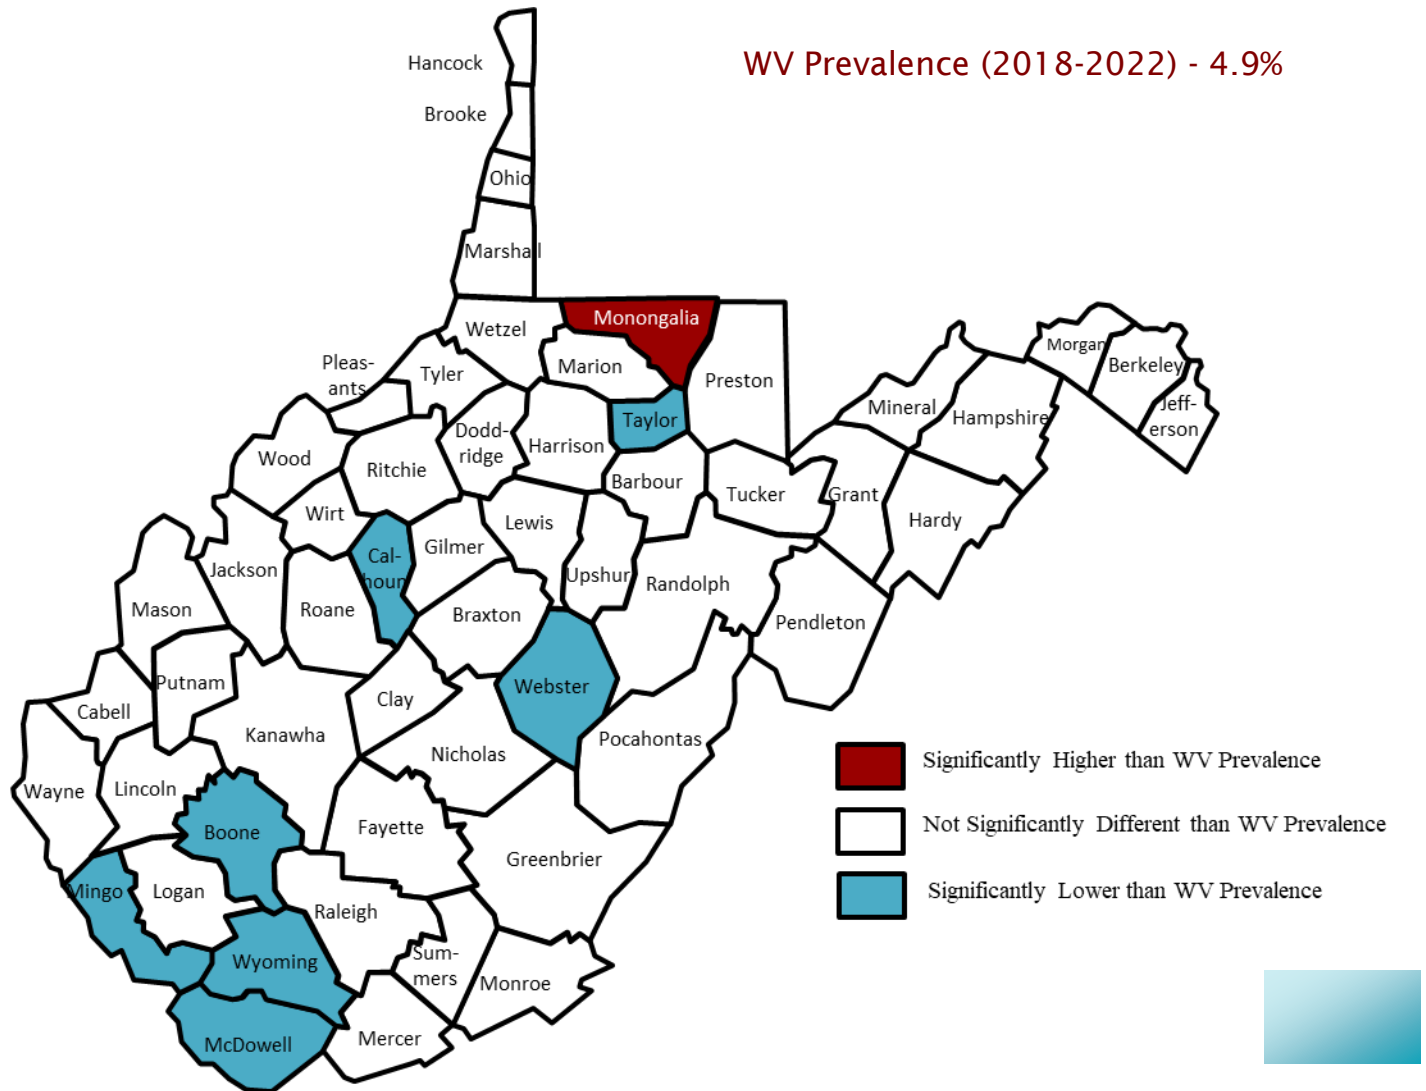 WV Prevalence (2018-2022) - 4.9%
Hancock
Brooke
Ohio
Marshall
Wetzel
Monongalia
Marion
Preston
Pleas-
ants
Tyler
Taylor
Dodd-
ridge
Harrison
Wood
Ritchie
Barbour
Tucker
Grant
Mineral
Hampshire
Morgan
Berkeley
Jeff-
erson
Hardy
Wirt
Cal-
houn
Gilmer
Lewis
Upshur
Randolph
Jackson
Mason
Roane
Braxton
Pendleton
Putnam
Cabell
Clay
Webster
Kanawha
Nicholas
Pocahontas
Wayne
Lincoln
Boone
Fayette
Greenbrier
Mingo
Logan
Raleigh
Wyoming
Sum-
mers
Monroe
McDowell
Mercer
Significantly Higher than WV Prevalence
Not Significantly Different than WV Prevalence
Significantly Lower than WV Prevalence